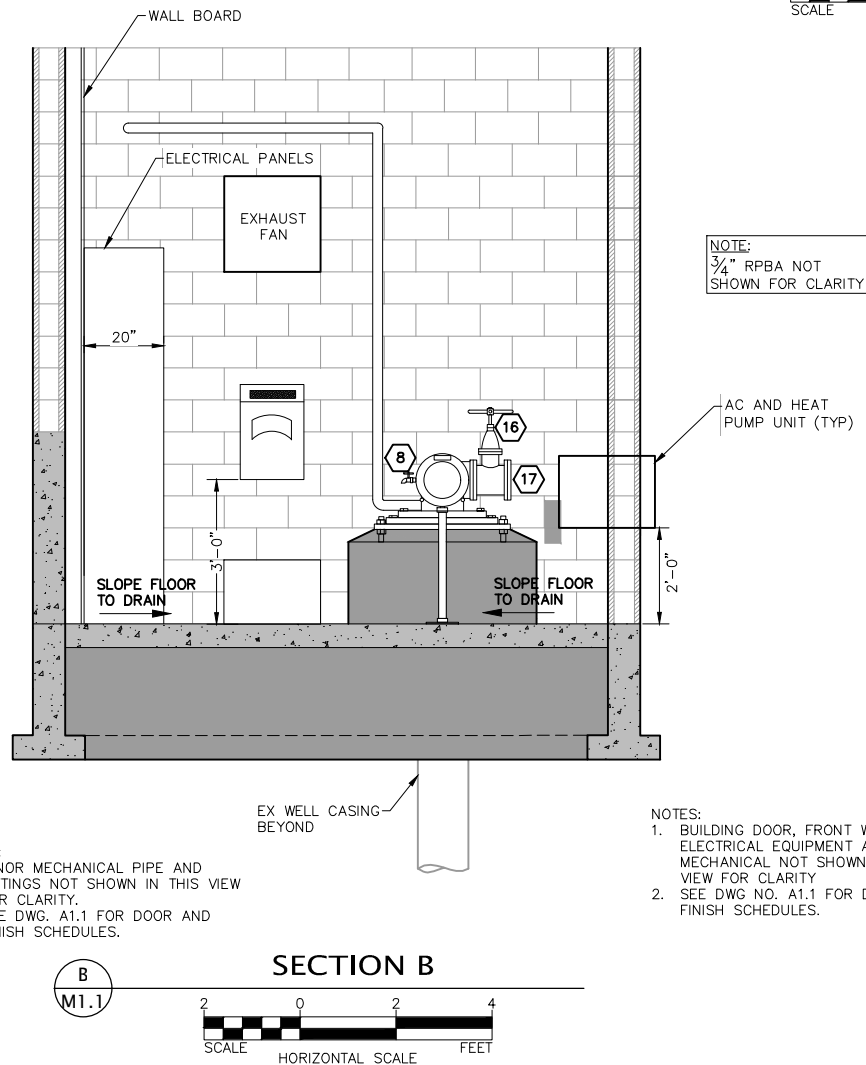 SCALE
WALL BOARD
ELECTRICAL PANELS
EXHAUST
FAN
NOTE:
3/4" RPBA NOT
SHOWN FOR CLARITY
20"
AC AND HEAT
PUMP UNIT (TYP)
16
8
17
3'-0"
2'-0"
SLOPE FLOOR
TO DRAIN
SLOPE FLOOR
TO DRAIN
EX WELL CASING
BEYOND
NOR MECHANICAL PIPE AND
TINGS NOT SHOWN IN THIS VIEW
R CLARITY.
E DWG. A1.1 FOR DOOR AND
NISH SCHEDULES.
NOTES:
1. BUILDING DOOR, FRONT W
ELECTRICAL EQUIPMENT A
MECHANICAL NOT SHOWN
VIEW FOR CLARITY
2. SEE DWG NO. A1.1 FOR D
FINISH SCHEDULES.
B
M1.1
SECTION B
2 0 2 4
SCALE FEET
HORIZONTAL SCALE